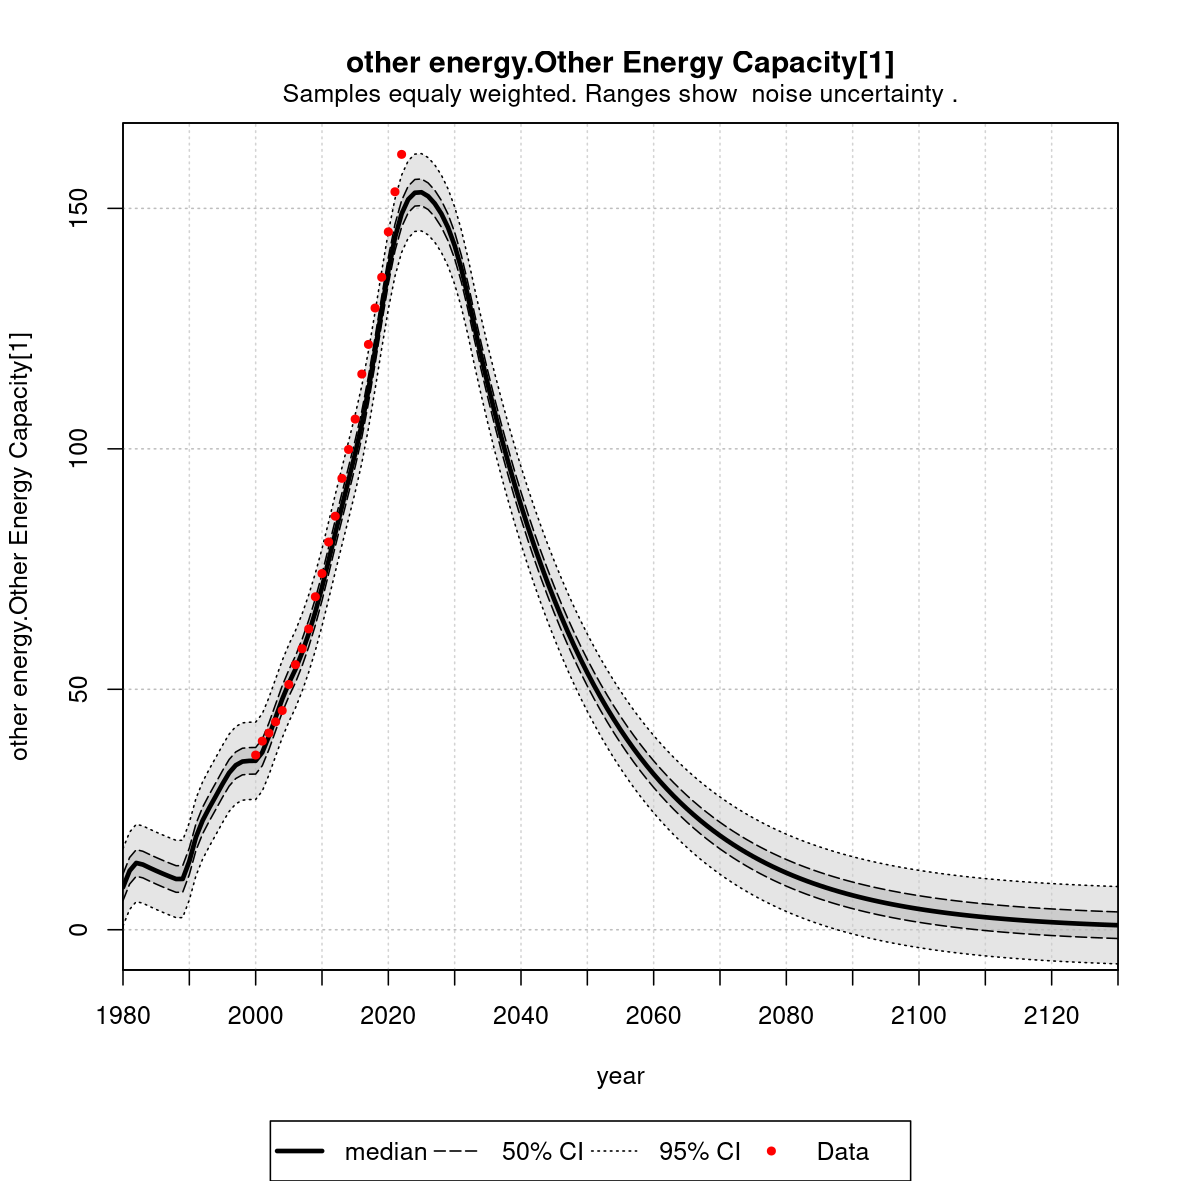 other energy.Other Energy Capacity[1]
Samples equaly weighted. Ranges show  noise uncertainty .
other energy.Other Energy Capacity[1]
150
100
50
0
1980 2000 2020 2040 2060 2080 2100 2120
year
median 50% CI 95% CI Data